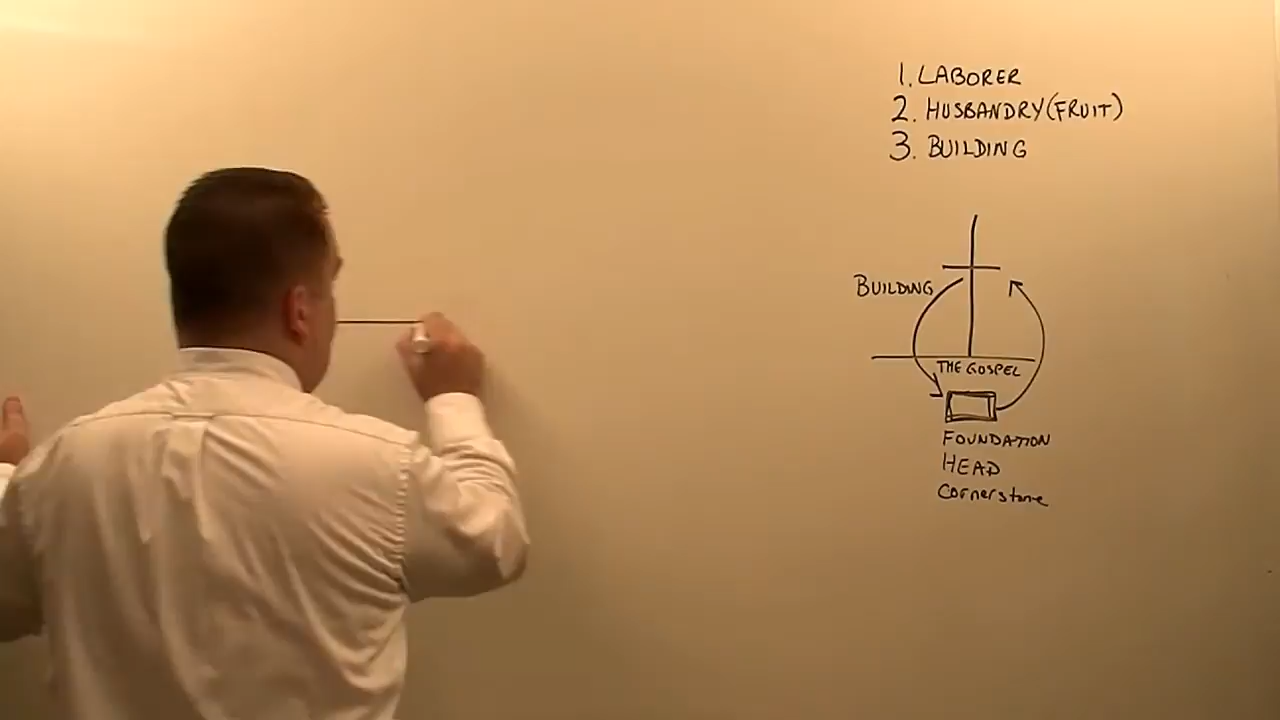 1. LABORER
2. HUSBANDRY (FRUIT)
3. BUILDING
BUILDING
THE GOSPEL
FOUNDATION
HEAD
Cornerstone